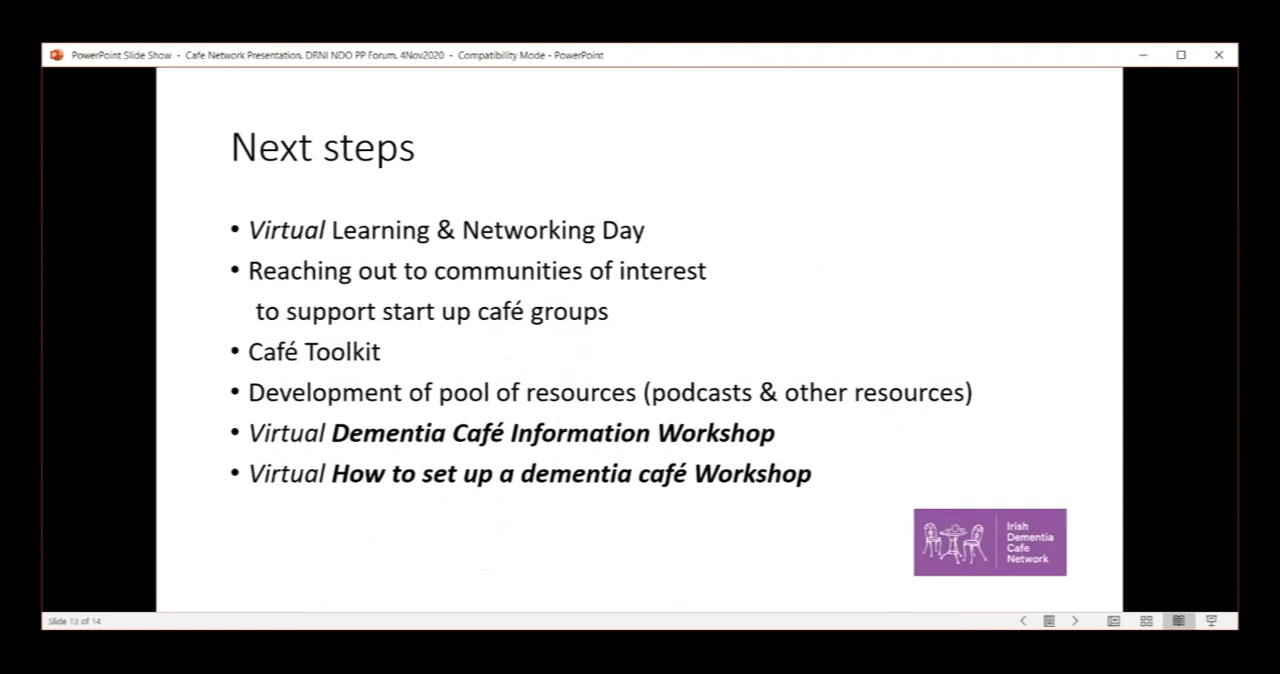 PowerPoint Slide Show - Cafe Network Presentation. DRNI NDO PP Forum. 4Nov2020 - Compatibility Mode - PowerPoint
Next steps
• Virtual Learning & Networking Day
• Reaching out to communities of interest
to support start up café groups
• Café Toolkit
• Development of pool of resources (podcasts & other resources)
• Virtual Dementia Café Information Workshop
• Virtual How to set up a dementia café Workshop
Irish
Dementia
Cafe
Network
Slide 13 of 14